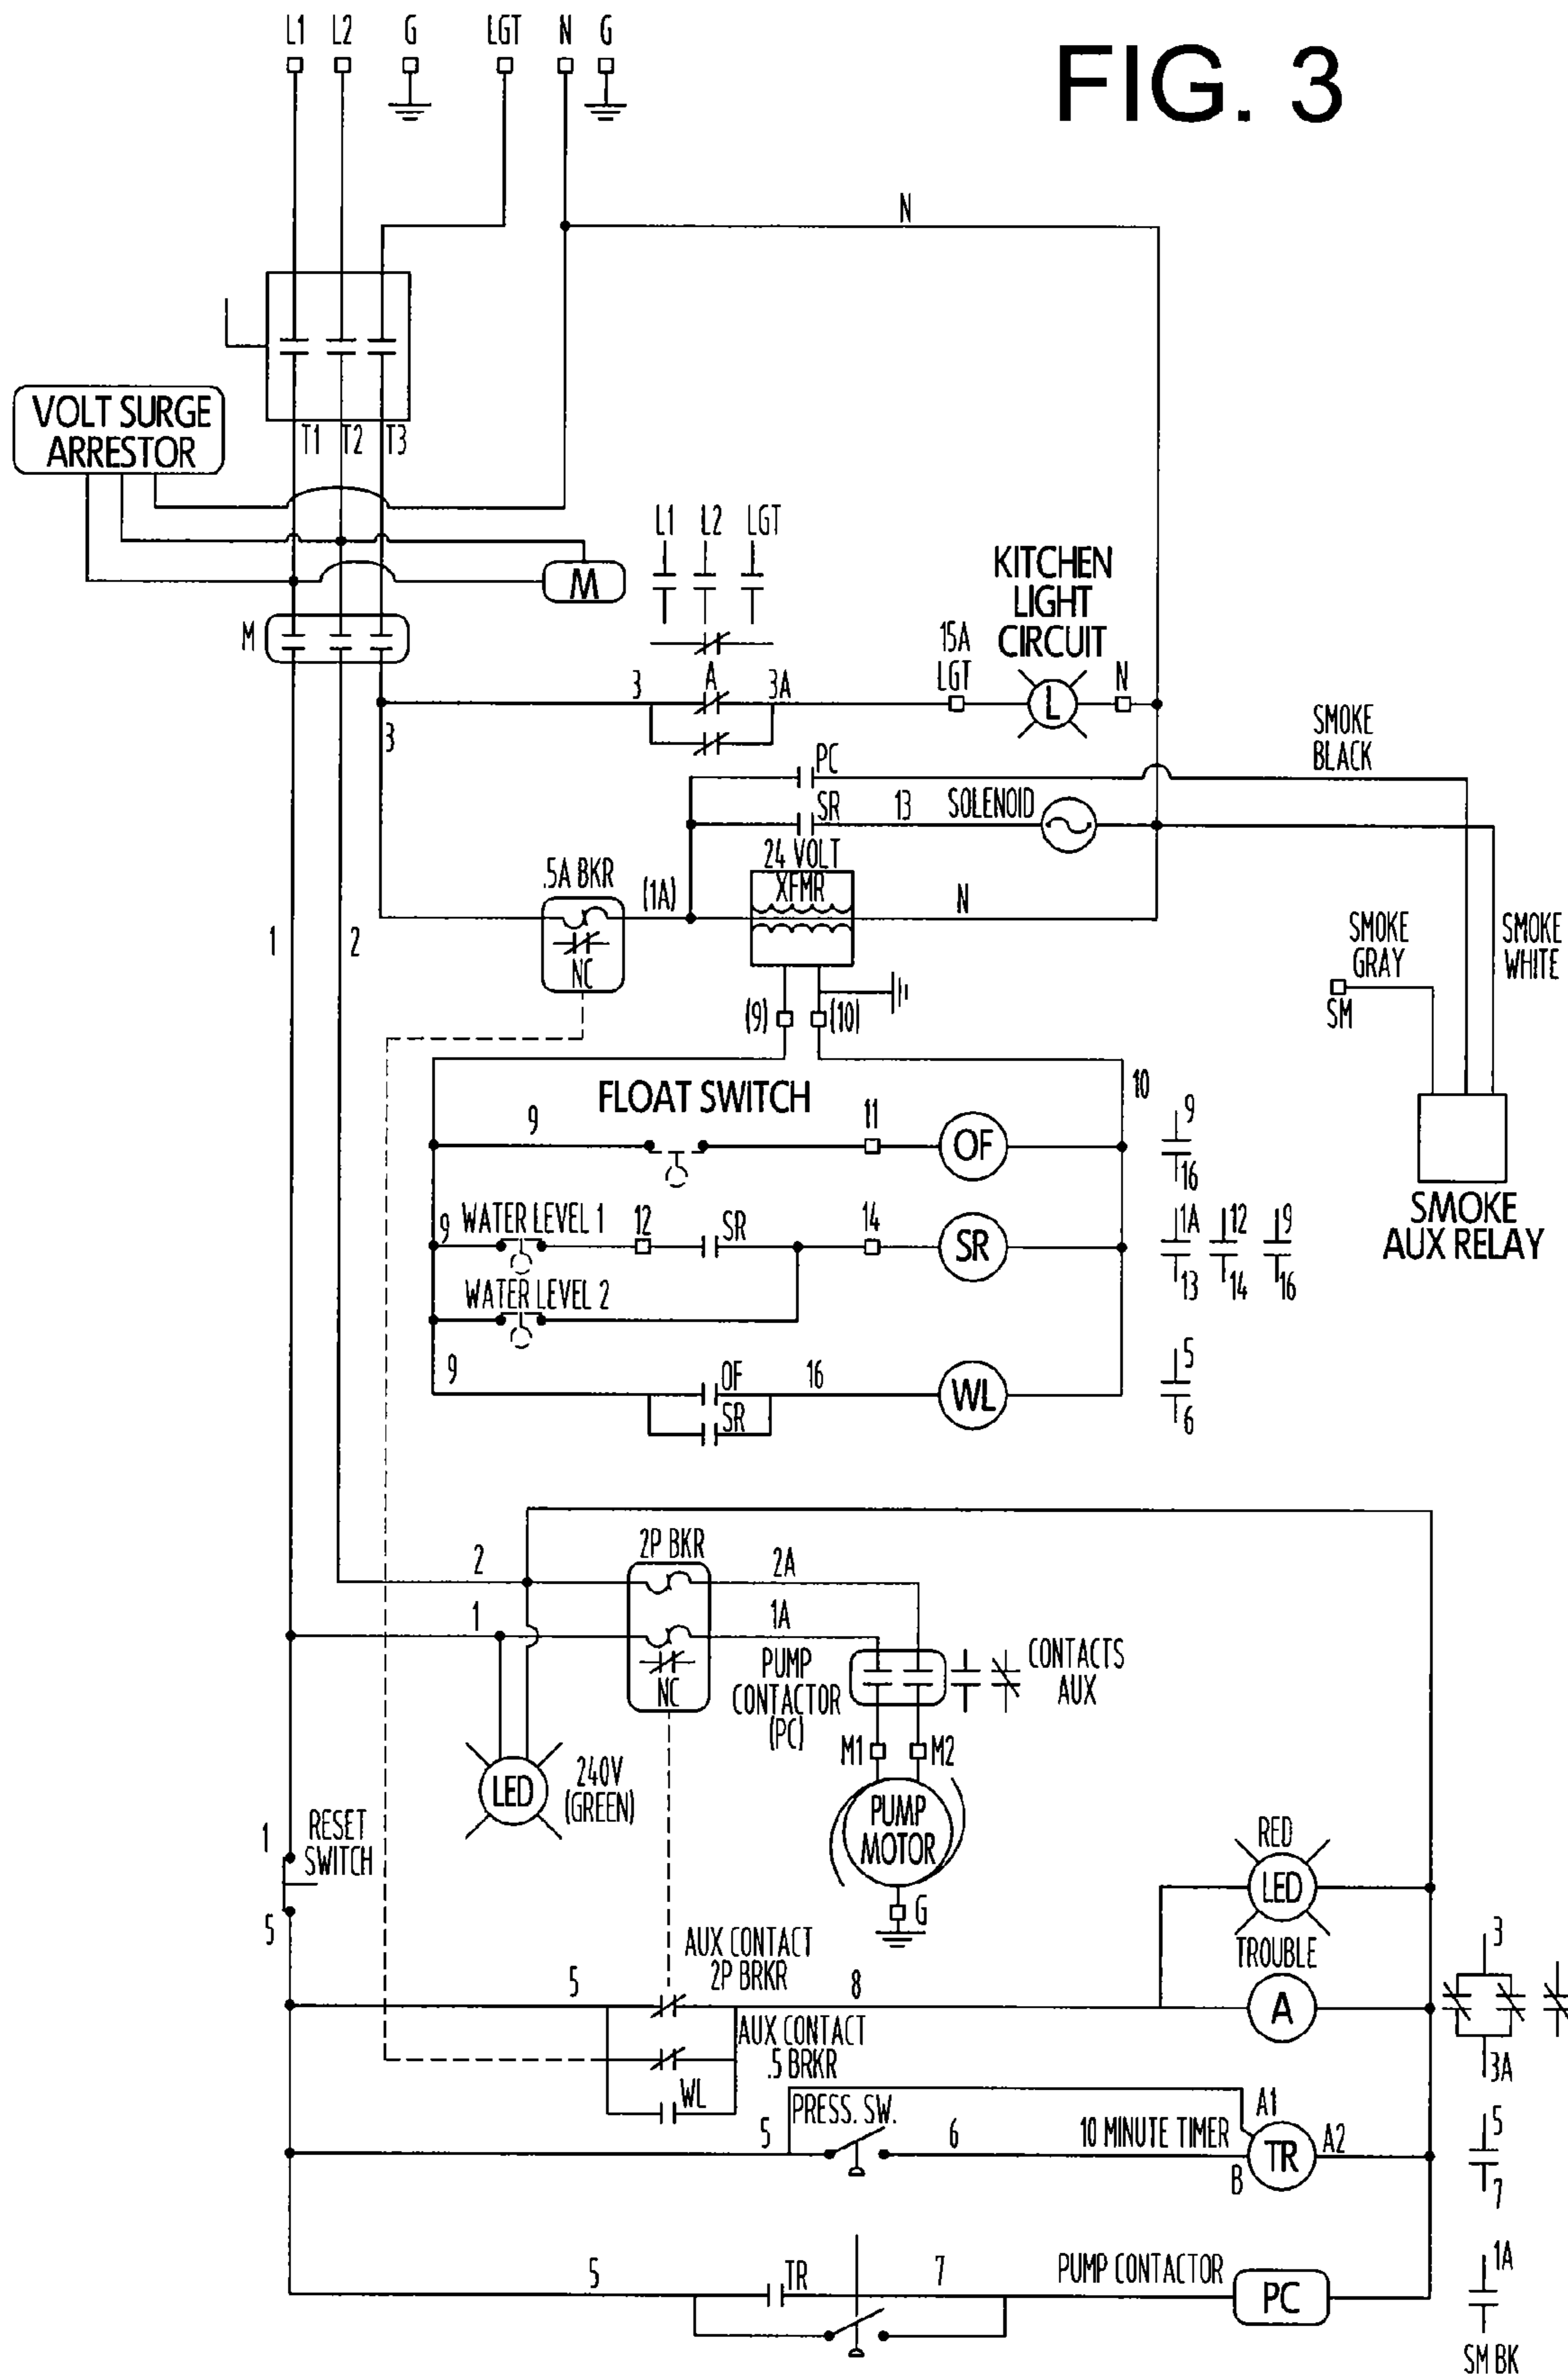 L1 L2 G LGT N G
FIG. 3
N
VOLT SURGE
ARRESTOR
T1 T2 T3
L1 L2 LGT
M
M
KITCHEN
LIGHT
CIRCUIT
15A
LGT
N
3 A 3A
L
3
SMOKE
BLACK
PC
SR 13 SOLENOID
24 VOLT
XFMR
.5A BKR
(1A)
N
NC
1 2
SMOKE
GRAY
SM
SMOKE
WHITE
(9) (10)
10
FLOAT SWITCH
9 11 OF
9
16
SMOKE
AUX RELAY
9 WATER LEVEL 1 12 SR 14 SR
1A 12 9
13 14 16
WATER LEVEL 2
9 OF 16 WL
SR
5
6
2P BKR
2 2A
1 1A
NC
PUMP
CONTACTOR
(PC)
CONTACTS
AUX
M1 M2
LED
240V
(GREEN)
PUMP
MOTOR
G
1
RESET
SWITCH
5
RED
LED
TROUBLE
AUX CONTACT
2P BRKR
5 8 A
3
3A
AUX CONTACT
.5 BRKR
WL
PRESS. SW.
5 6 10 MINUTE TIMER
A1
B TR A2
5
7
5 TR 7 PUMP CONTACTOR PC
1A
SM BK